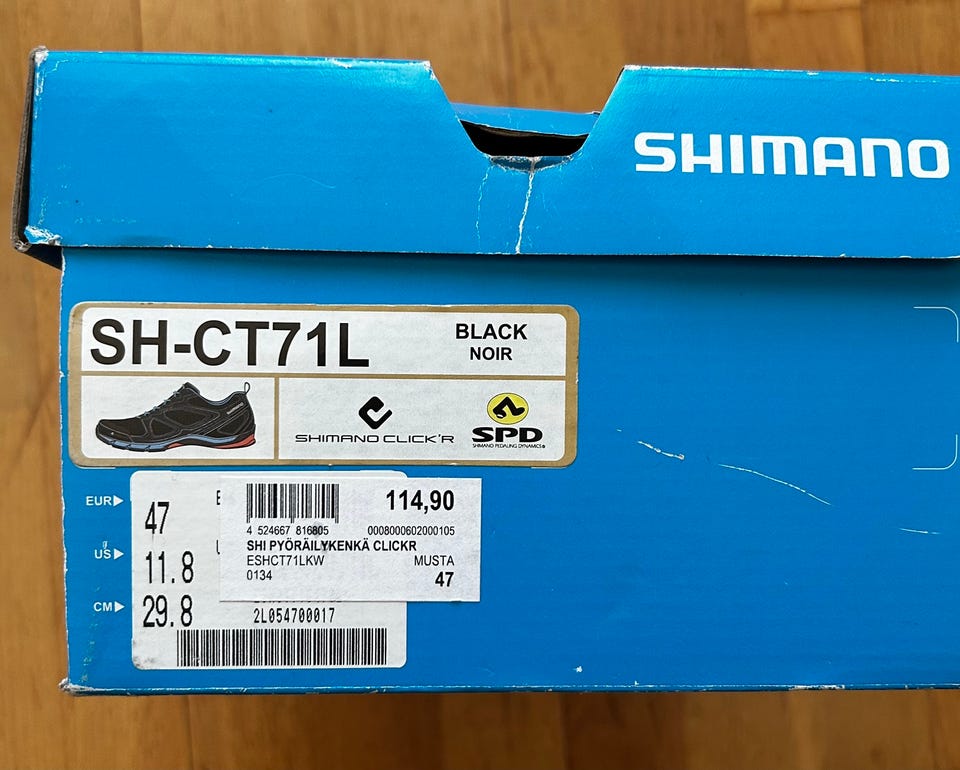 SHIMANO
SH-CT71L
BLACK
NOIR
SHIMANO CLICK'R
SPD
SHIMANO PEDALING DYNAMICS
EUR 47
US 11.8
CM 29.8
114,90
4 524667 816805 0008000602000105
SHI PYÖRÄILYKENKÄ CLICKR
ESHCT71LKW MUSTA
0134 47
2L054700017